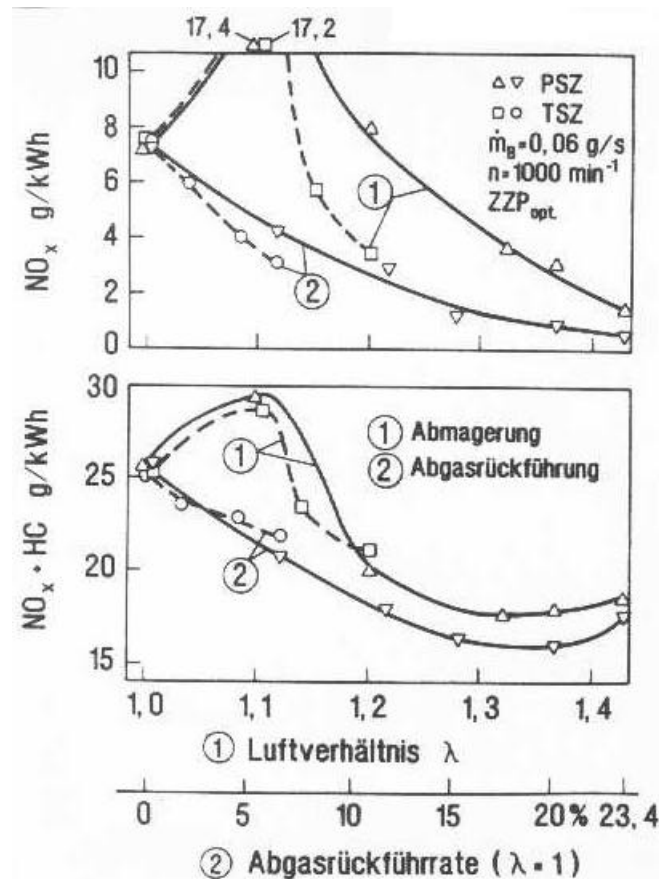 17, 4 17, 2
10
8
6
4
2
0
NOx g/kWh
△ ▽ PSZ
□ ○ TSZ
ṁB=0, 06 g/s
n=1000 min⁻¹
ZZPopt.
①
②
30
25
20
15
NOx + HC g/kWh
① Abmagerung
② Abgasrückführung
①
②
1, 0 1, 1 1, 2 1, 3 1, 4
① Luftverhältnis λ
0 5 10 15 20 % 23, 4
② Abgasrückführrate ( λ = 1 )